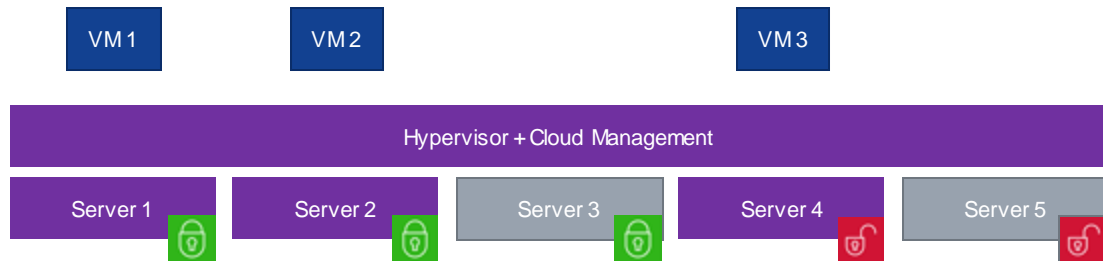 VM 1
VM 2
VM 3
Hypervisor + Cloud Management
Server 1
Server 2
Server 3
Server 4
Server 5